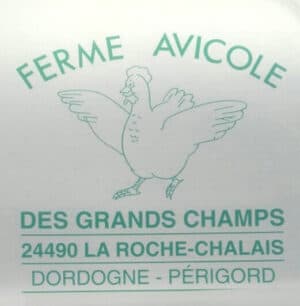 FERME AVICOLE
DES GRANDS CHAMPS
24490 LA ROCHE-CHALAIS
DORDOGNE - PÉRIGORD